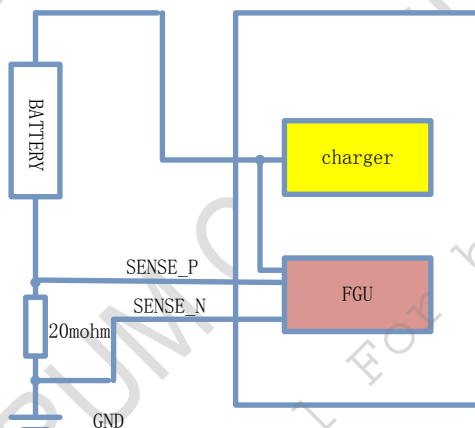 BATTERY
charger
SENSE_P
FGU
SENSE_N
20mohm
GND